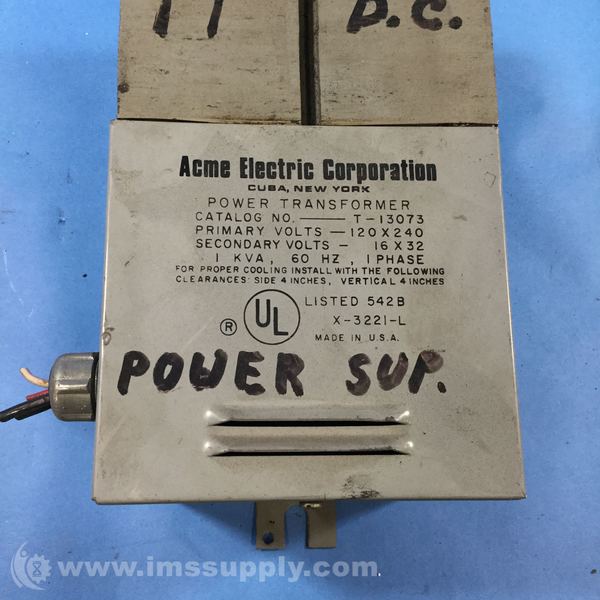 D.C.
Acme Electric Corporation
CUBA, NEW YORK
POWER TRANSFORMER
CATALOG NO. —— T-13073
PRIMARY VOLTS — 120 X 240
SECONDARY VOLTS — 16 X 32
1 KVA, 60 HZ, 1 PHASE
FOR PROPER COOLING INSTALL WITH THE FOLLOWING
CLEARANCES: SIDE 4 INCHES, VERTICAL 4 INCHES
® UL LISTED 542B
X-3221-L
MADE IN U.S.A.
POWER SUP.
www.imssupply.com